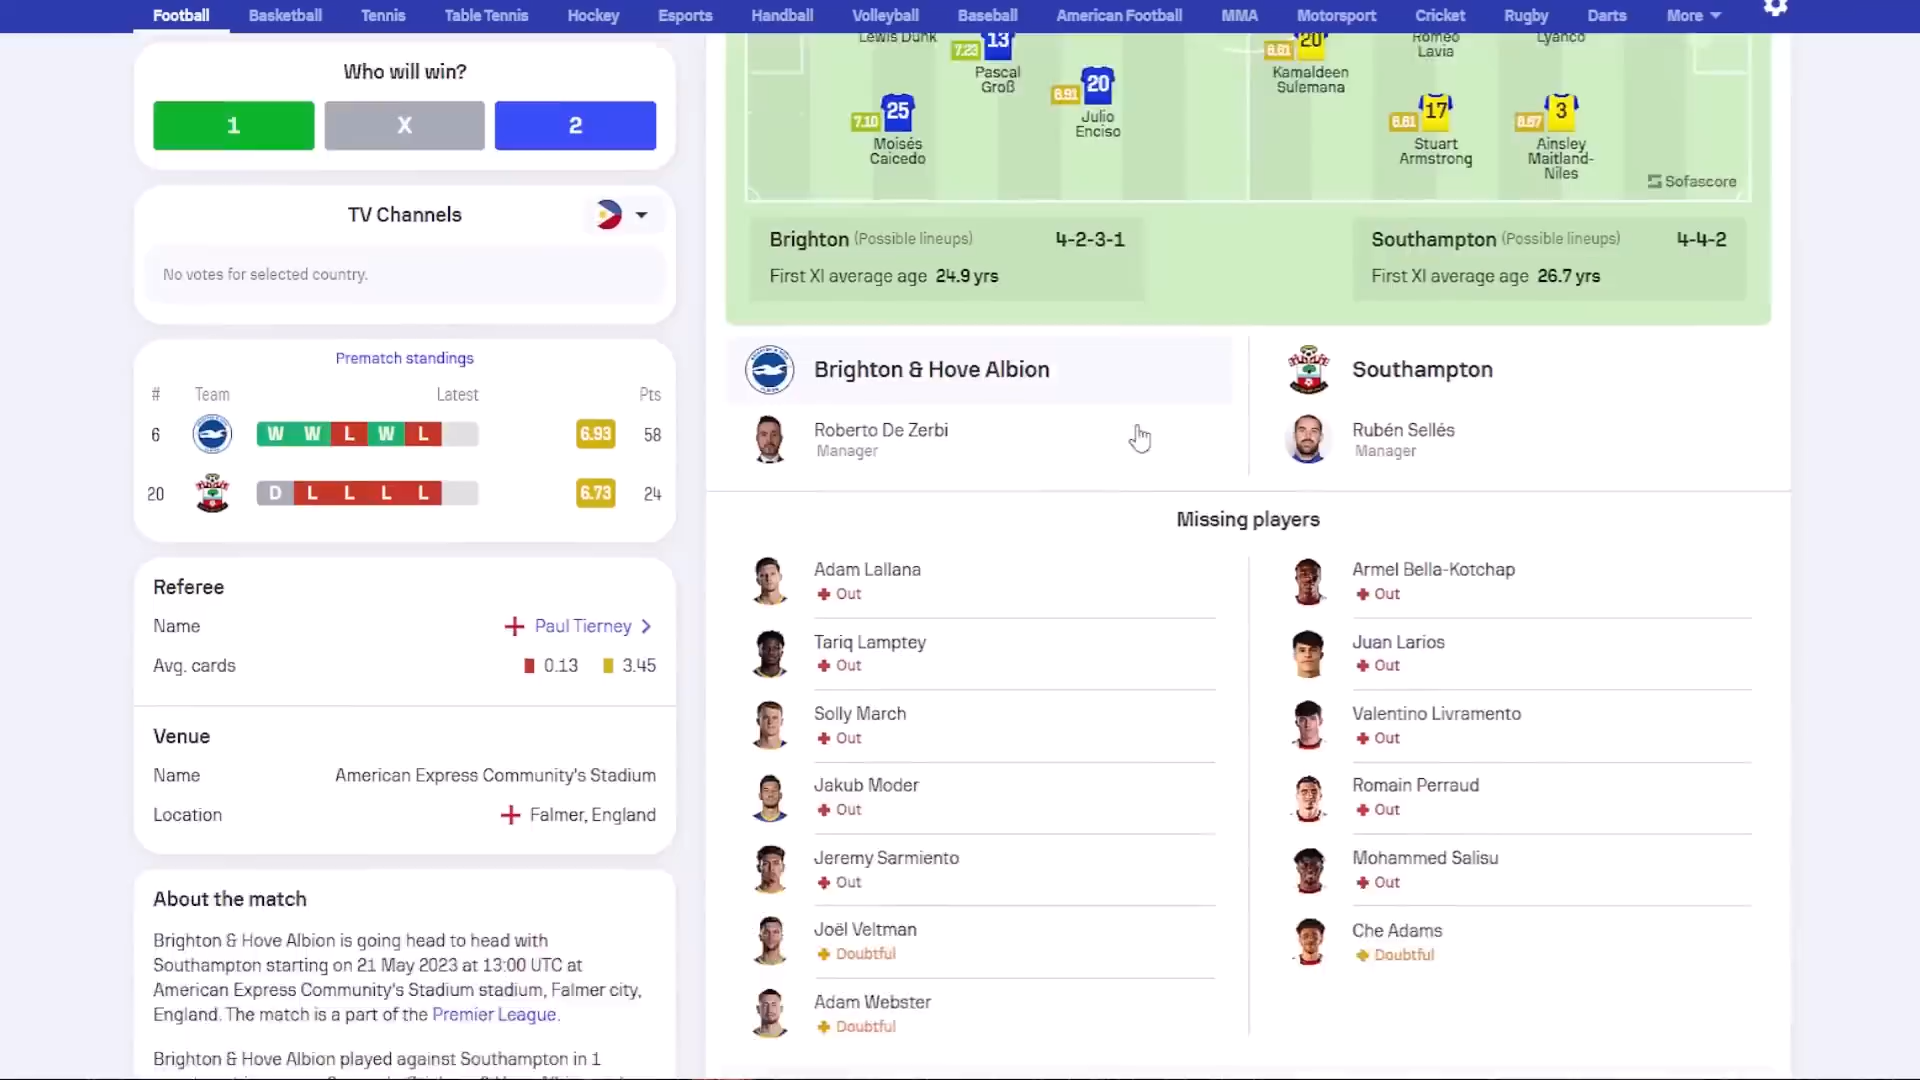 Football Basketball Tennis Table Tennis Hockey Esports Handball Volleyball Baseball American Football MMA Motorsport Cricket Rugby Darts More
Who will win?
1 X 2
TV Channels
No votes for selected country.
Prematch standings
# Team Latest Pts
6 W W L W L 6.93 58
20 D L L L L 6.73 24
Referee
Name Paul Tierney
Avg. cards 0.13 3.45
Venue
Name American Express Community's Stadium
Location Falmer, England
About the match
Brighton & Hove Albion is going head to head with
Southampton starting on 21 May 2023 at 13:00 UTC at
American Express Community's Stadium stadium, Falmer city,
England. The match is a part of the Premier League.
Brighton & Hove Albion played against Southampton in 1
Lewis Dunk
13
7.23
Pascal
Groß
25
7.10
Moisés
Caicedo
20
6.91
Julio
Enciso
20
6.61
Kamaldeen
Sulemana
Roméo
Lavia
Lyanco
17
6.61
Stuart
Armstrong
3
6.67
Ainsley
Maitland-
Niles
Sofascore
Brighton (Possible lineups) 4-2-3-1
First XI average age 24.9 yrs
Southampton (Possible lineups) 4-4-2
First XI average age 26.7 yrs
Brighton & Hove Albion
Roberto De Zerbi
Manager
Southampton
Rubén Sellés
Manager
Missing players
Adam Lallana
Out
Tariq Lamptey
Out
Solly March
Out
Jakub Moder
Out
Jeremy Sarmiento
Out
Joël Veltman
Doubtful
Adam Webster
Doubtful
Armel Bella-Kotchap
Out
Juan Larios
Out
Valentino Livramento
Out
Romain Perraud
Out
Mohammed Salisu
Out
Che Adams
Doubtful